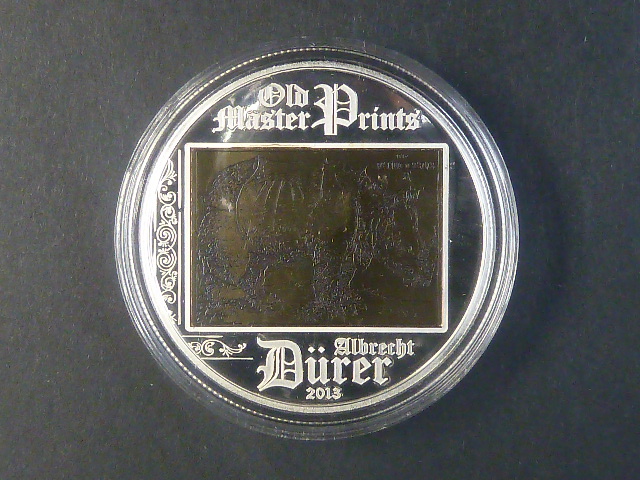 Old
Master Prints
Albrecht
Dürer
2013